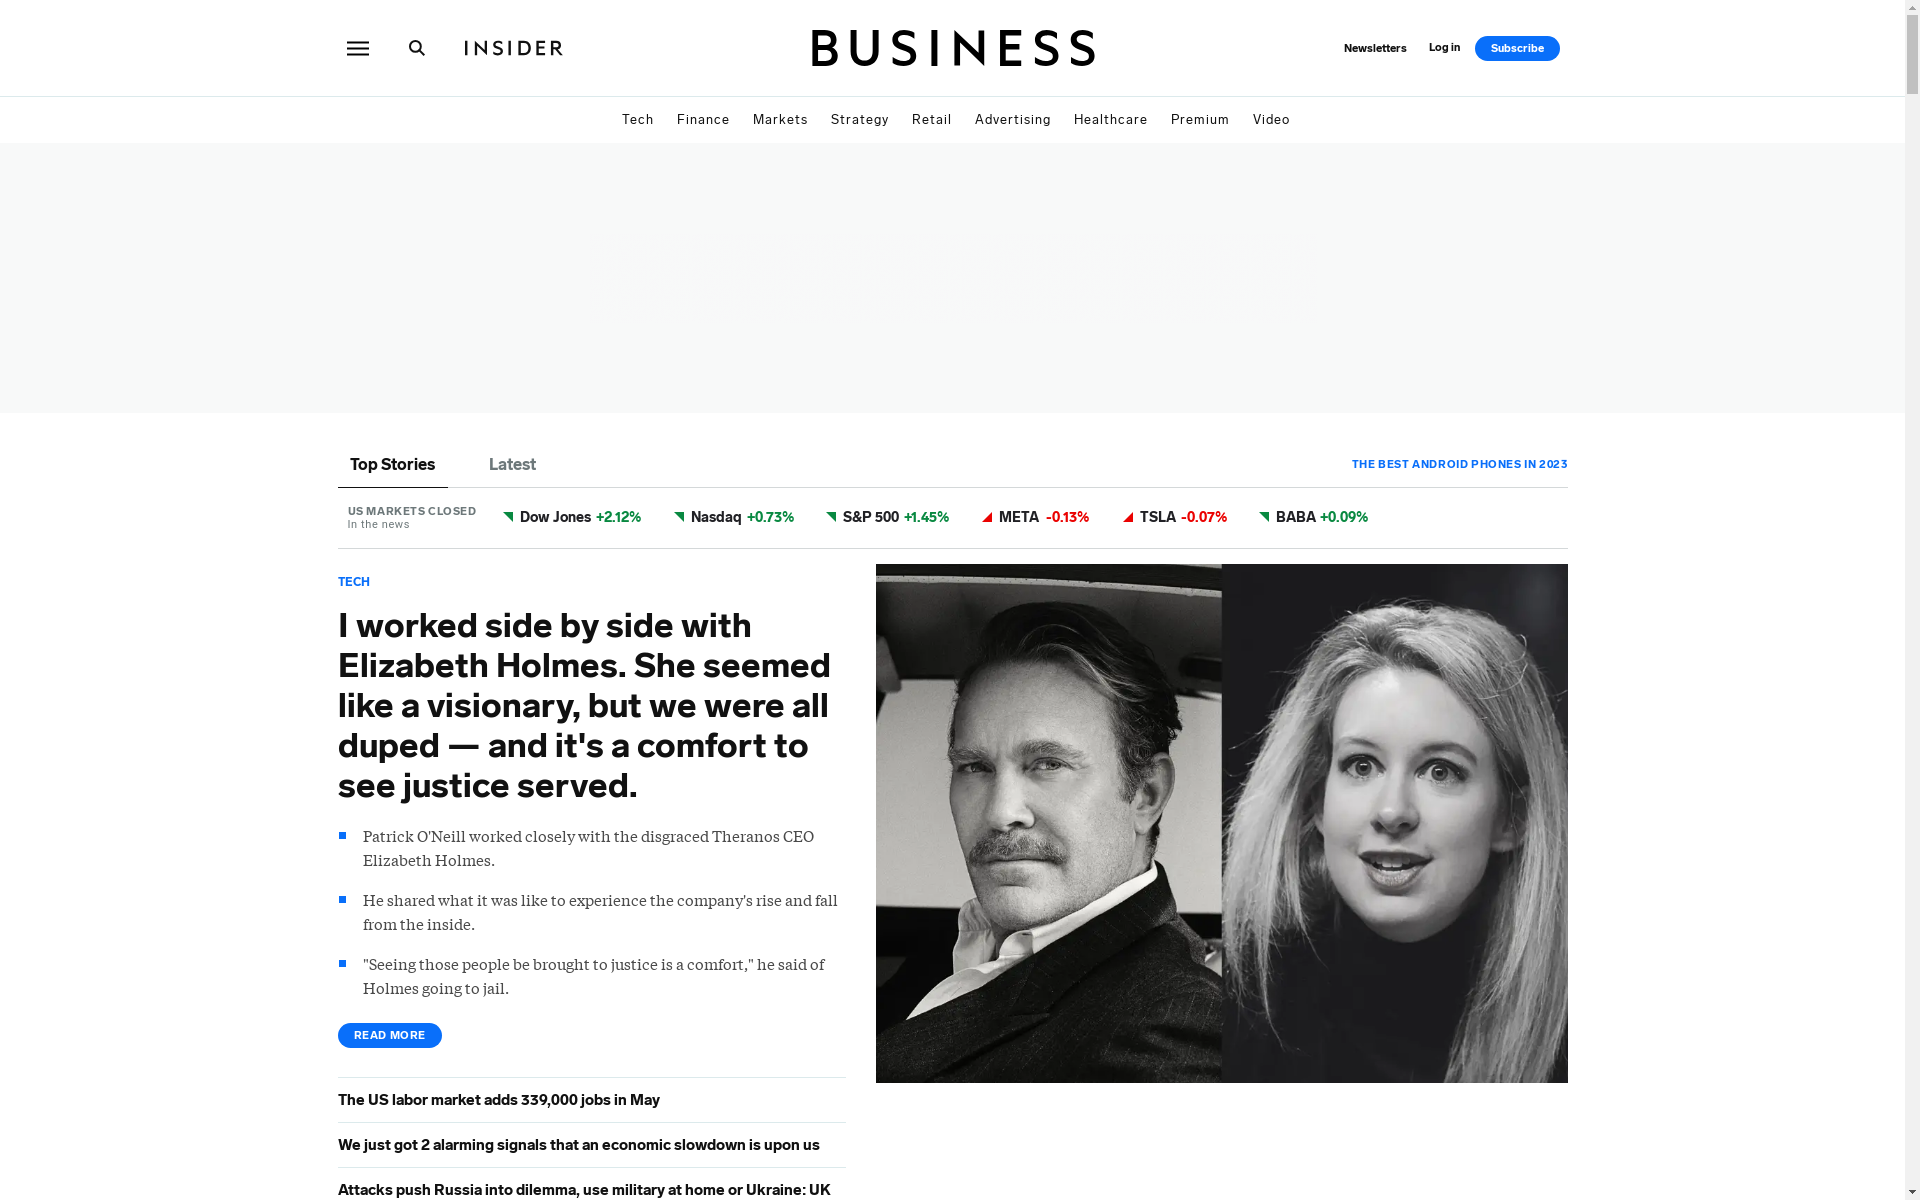 INSIDER
BUSINESS
Newsletters
Log in
Subscribe
Tech
Finance
Markets
Strategy
Retail
Advertising
Healthcare
Premium
Video
Top Stories
Latest
THE BEST ANDROID PHONES IN 2023
US MARKETS CLOSED
In the news
Dow Jones +2.12%
Nasdaq +0.73%
S&P 500 +1.45%
META -0.13%
TSLA -0.07%
BABA +0.09%
TECH
I worked side by side with
Elizabeth Holmes. She seemed
like a visionary, but we were all
duped — and it's a comfort to
see justice served.
Patrick O'Neill worked closely with the disgraced Theranos CEO
Elizabeth Holmes.
He shared what it was like to experience the company's rise and fall
from the inside.
"Seeing those people be brought to justice is a comfort," he said of
Holmes going to jail.
READ MORE
The US labor market adds 339,000 jobs in May
We just got 2 alarming signals that an economic slowdown is upon us
Attacks push Russia into dilemma, use military at home or Ukraine: UK